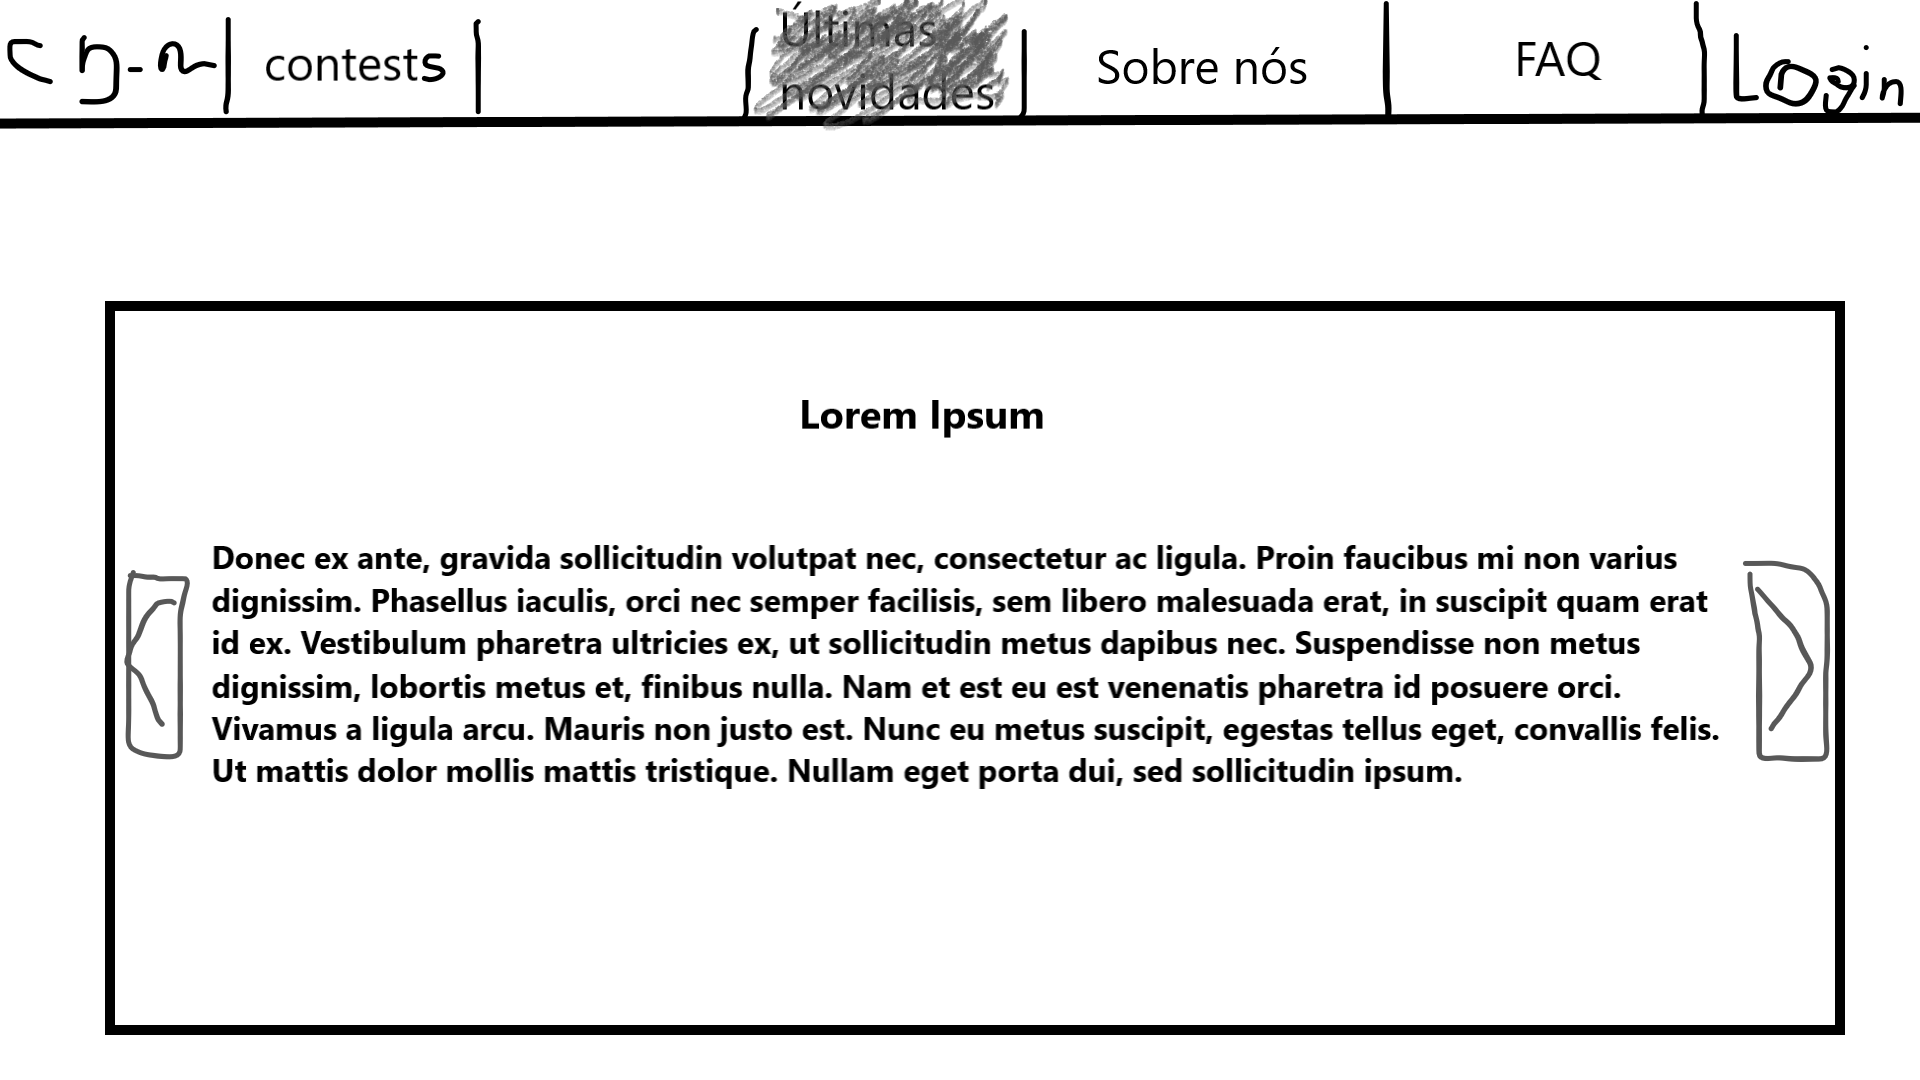 contests
Últimas
novidades
Sobre nós
FAQ
Login
Lorem Ipsum
Donec ex ante, gravida sollicitudin volutpat nec, consectetur ac ligula. Proin faucibus mi non varius
dignissim. Phasellus iaculis, orci nec semper facilisis, sem libero malesuada erat, in suscipit quam erat
id ex. Vestibulum pharetra ultricies ex, ut sollicitudin metus dapibus nec. Suspendisse non metus
dignissim, lobortis metus et, finibus nulla. Nam et est eu est venenatis pharetra id posuere orci.
Vivamus a ligula arcu. Mauris non justo est. Nunc eu metus suscipit, egestas tellus eget, convallis felis.
Ut mattis dolor mollis mattis tristique. Nullam eget porta dui, sed sollicitudin ipsum.